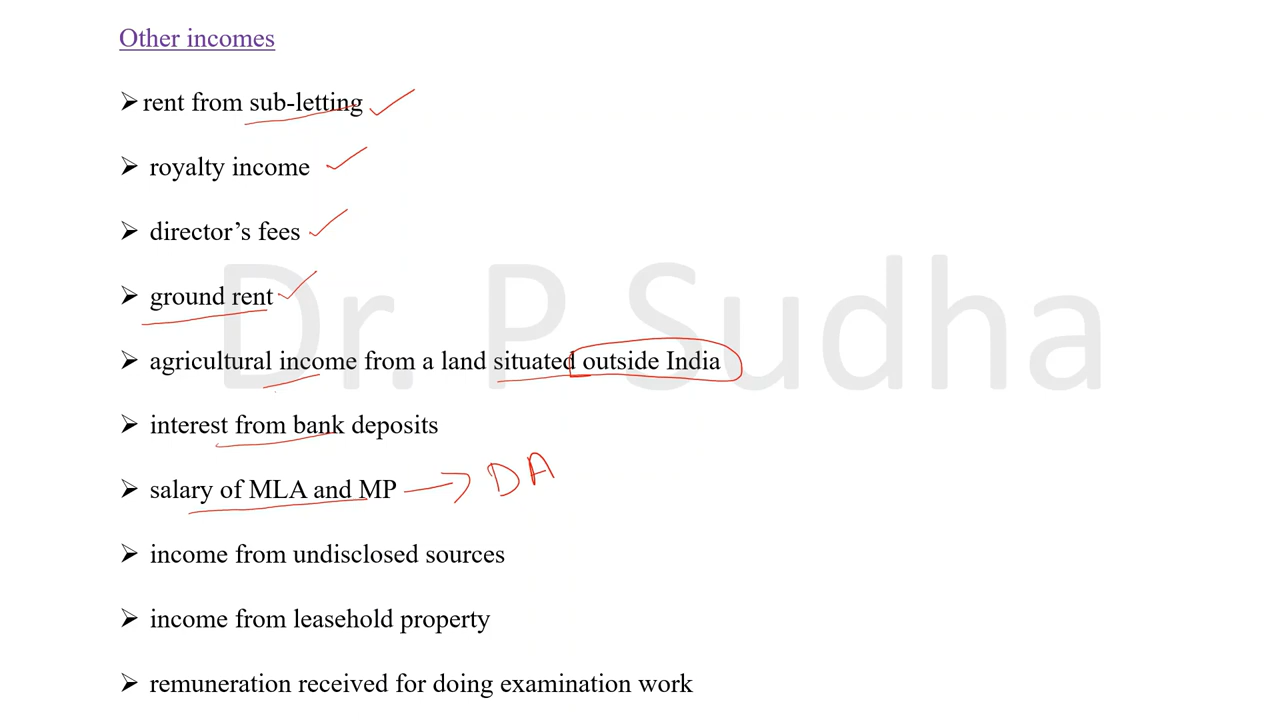 Other incomes
➢ rent from sub-letting
➢ royalty income
➢ director’s fees
➢ ground rent
➢ agricultural income from a land situated outside India
➢ interest from bank deposits
➢ salary of MLA and MP → DA
➢ income from undisclosed sources
➢ income from leasehold property
➢ remuneration received for doing examination work
Dr. P Sudha